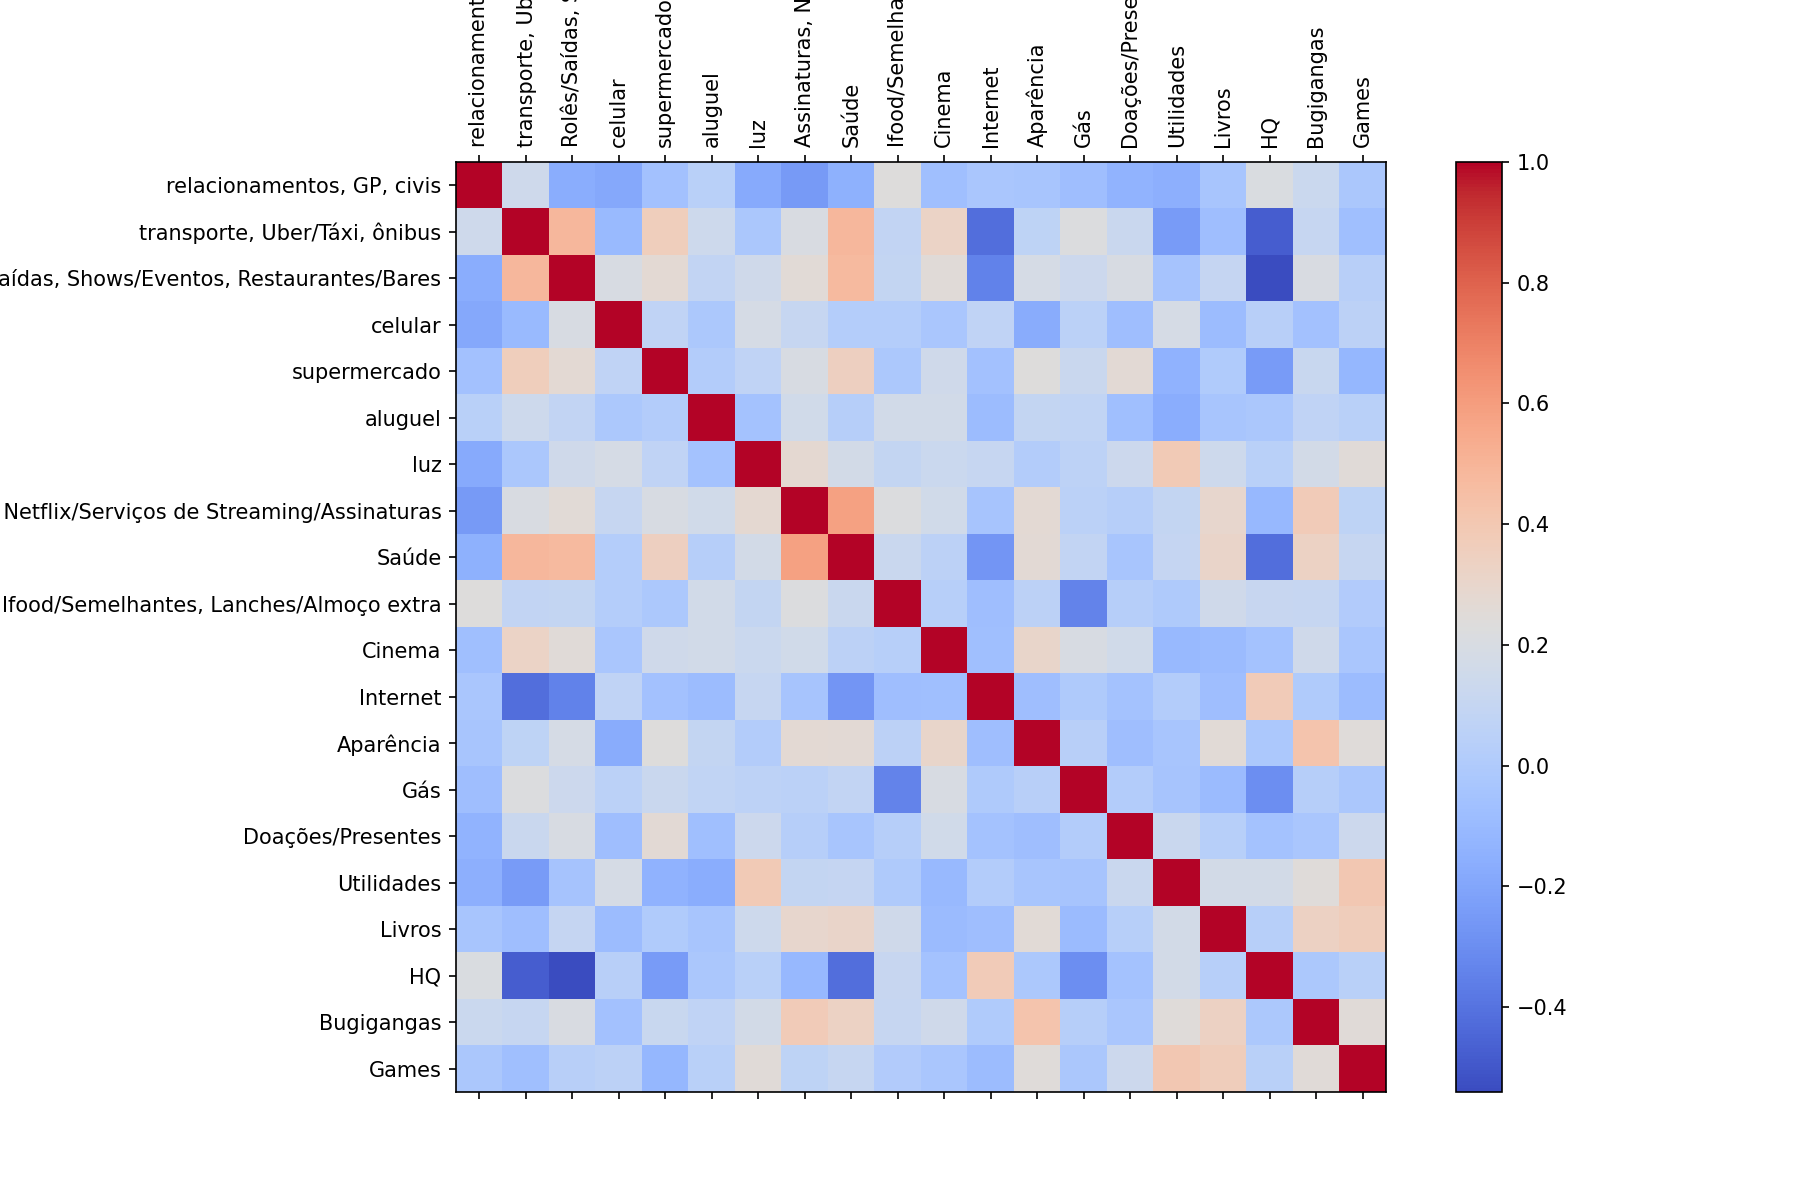 relacionament
transporte, Ub
Rolês/Saídas, S
celular
supermercado
aluguel
luz
Assinaturas, N
Saúde
Ifood/Semelha
Cinema
Internet
Aparência
Gás
Doações/Prese
Utilidades
Livros
HQ
Bugigangas
Games
relacionamentos, GP, civis
transporte, Uber/Táxi, ônibus
aídas, Shows/Eventos, Restaurantes/Bares
celular
supermercado
aluguel
luz
Netflix/Serviços de Streaming/Assinaturas
Saúde
Ifood/Semelhantes, Lanches/Almoço extra
Cinema
Internet
Aparência
Gás
Doações/Presentes
Utilidades
Livros
HQ
Bugigangas
Games
1.0
0.8
0.6
0.4
0.2
0.0
−0.2
−0.4